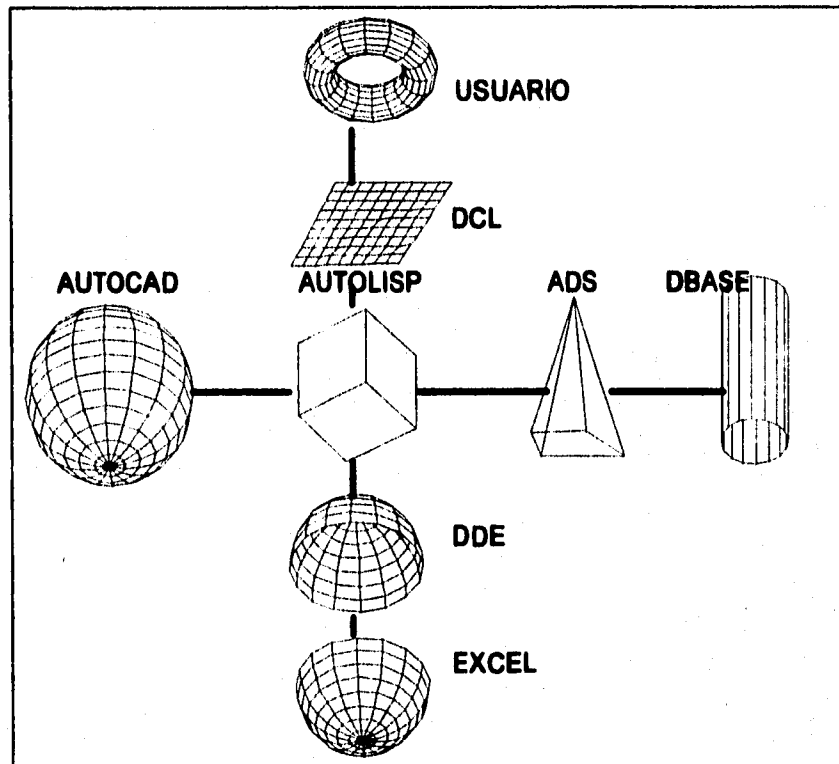 USUARIO
DCL
AUTOCAD AUTOLISP ADS DBASE
DDE
EXCEL